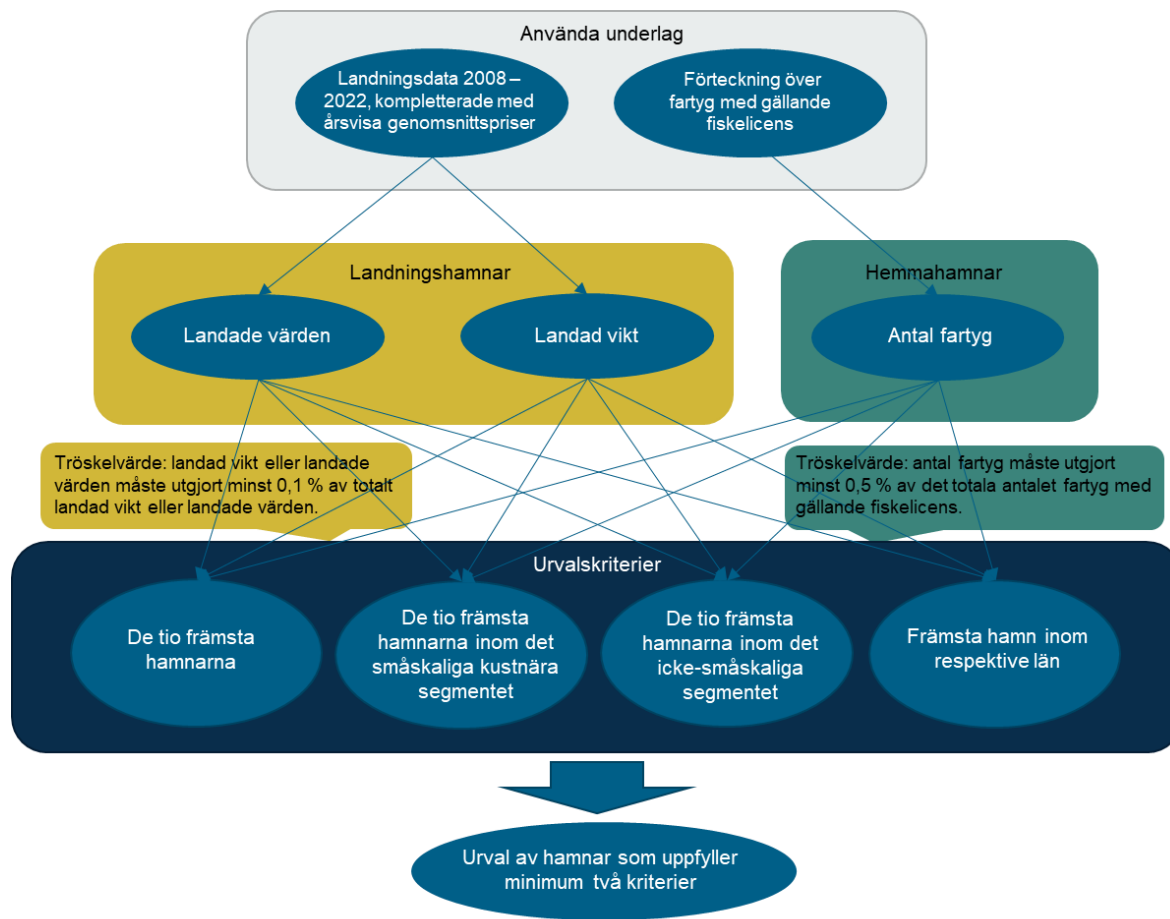 Använda underlag
Landningsdata 2008 –
2022, kompletterade med
årsvisa genomsnittspriser
Förteckning över
fartyg med gällande
fiskelicens
Landningshamnar
Hemmahamnar
Landade värden
Landad vikt
Antal fartyg
Tröskelvärde: landad vikt eller landade
värden måste utgjort minst 0,1 % av totalt
landad vikt eller landade värden.
Tröskelvärde: antal fartyg måste utgjort
minst 0,5 % av det totala antalet fartyg med
gällande fiskelicens.
Urvalskriterier
De tio främsta
hamnarna
De tio främsta
hamnarna inom det
småskaliga kustnära
segmentet
De tio främsta
hamnarna inom det
icke-småskaliga
segmentet
Främsta hamn inom
respektive län
Urval av hamnar som uppfyller
minimum två kriterier